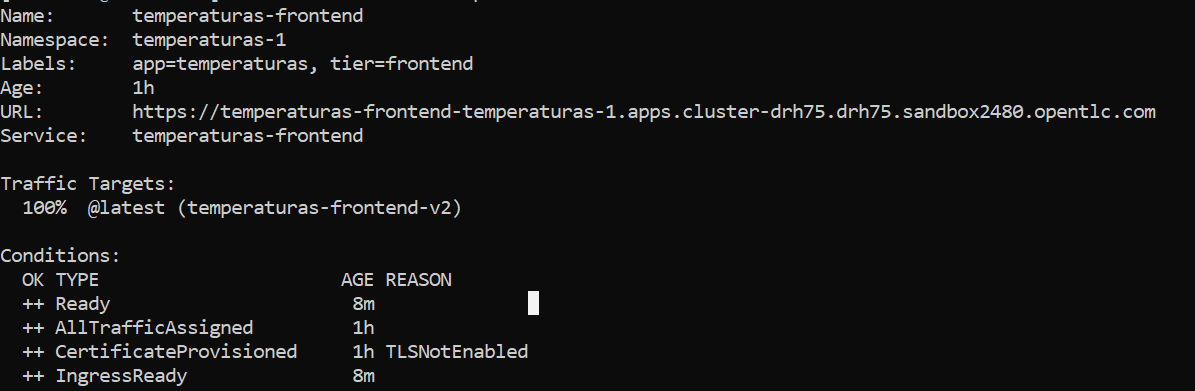 Name: temperaturas-frontend
Namespace: temperaturas-1
Labels: app=temperaturas, tier=frontend
Age: 1h
URL: https://temperaturas-frontend-temperaturas-1.apps.cluster-drh75.drh75.sandbox2480.opentlc.com
Service: temperaturas-frontend
Traffic Targets:
100% @latest (temperaturas-frontend-v2)
Conditions:
OK TYPE AGE REASON
++ Ready 8m
++ AllTrafficAssigned 1h
++ CertificateProvisioned 1h TLSNotEnabled
++ IngressReady 8m